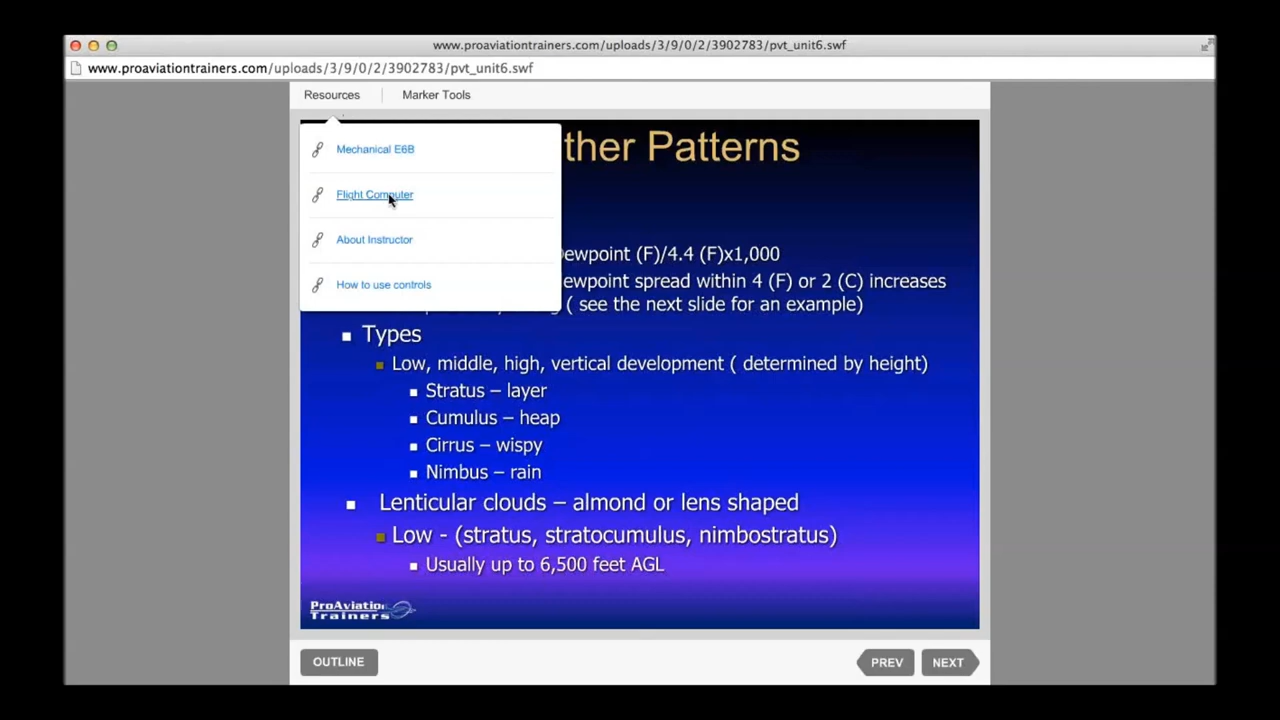 www.proaviationtrainers.com/uploads/3/9/0/2/3902783/pvt_unit6.swf
www.proaviationtrainers.com/uploads/3/9/0/2/3902783/pvt_unit6.swf
Resources
Marker Tools
Mechanical E6B
Flight Computer
About Instructor
How to use controls
ther Patterns
ewpoint (F)/4.4 (F)x1,000
ewpoint spread within 4 (F) or 2 (C) increases
( see the next slide for an example)
Types
Low, middle, high, vertical development ( determined by height)
Stratus – layer
Cumulus – heap
Cirrus – wispy
Nimbus – rain
Lenticular clouds – almond or lens shaped
Low - (stratus, stratocumulus, nimbostratus)
Usually up to 6,500 feet AGL
ProAviation
Trainers
OUTLINE
PREV
NEXT